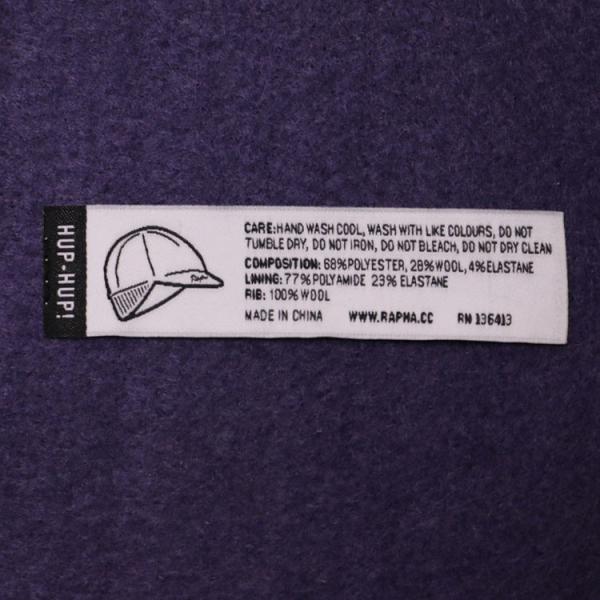 HUP-HUP!
Rapha
CARE:HAND WASH COOL, WASH WITH LIKE COLOURS, DO NOT
TUMBLE DRY, DO NOT IRON, DO NOT BLEACH, DO NOT DRY CLEAN
COMPOSITION: 68%POLYESTER, 28%WOOL, 4%ELASTANE
LINING: 77%POLYAMIDE 23% ELASTANE
RIB: 100%WOOL
MADE IN CHINA WWW.RAPHA.CC RN 136413